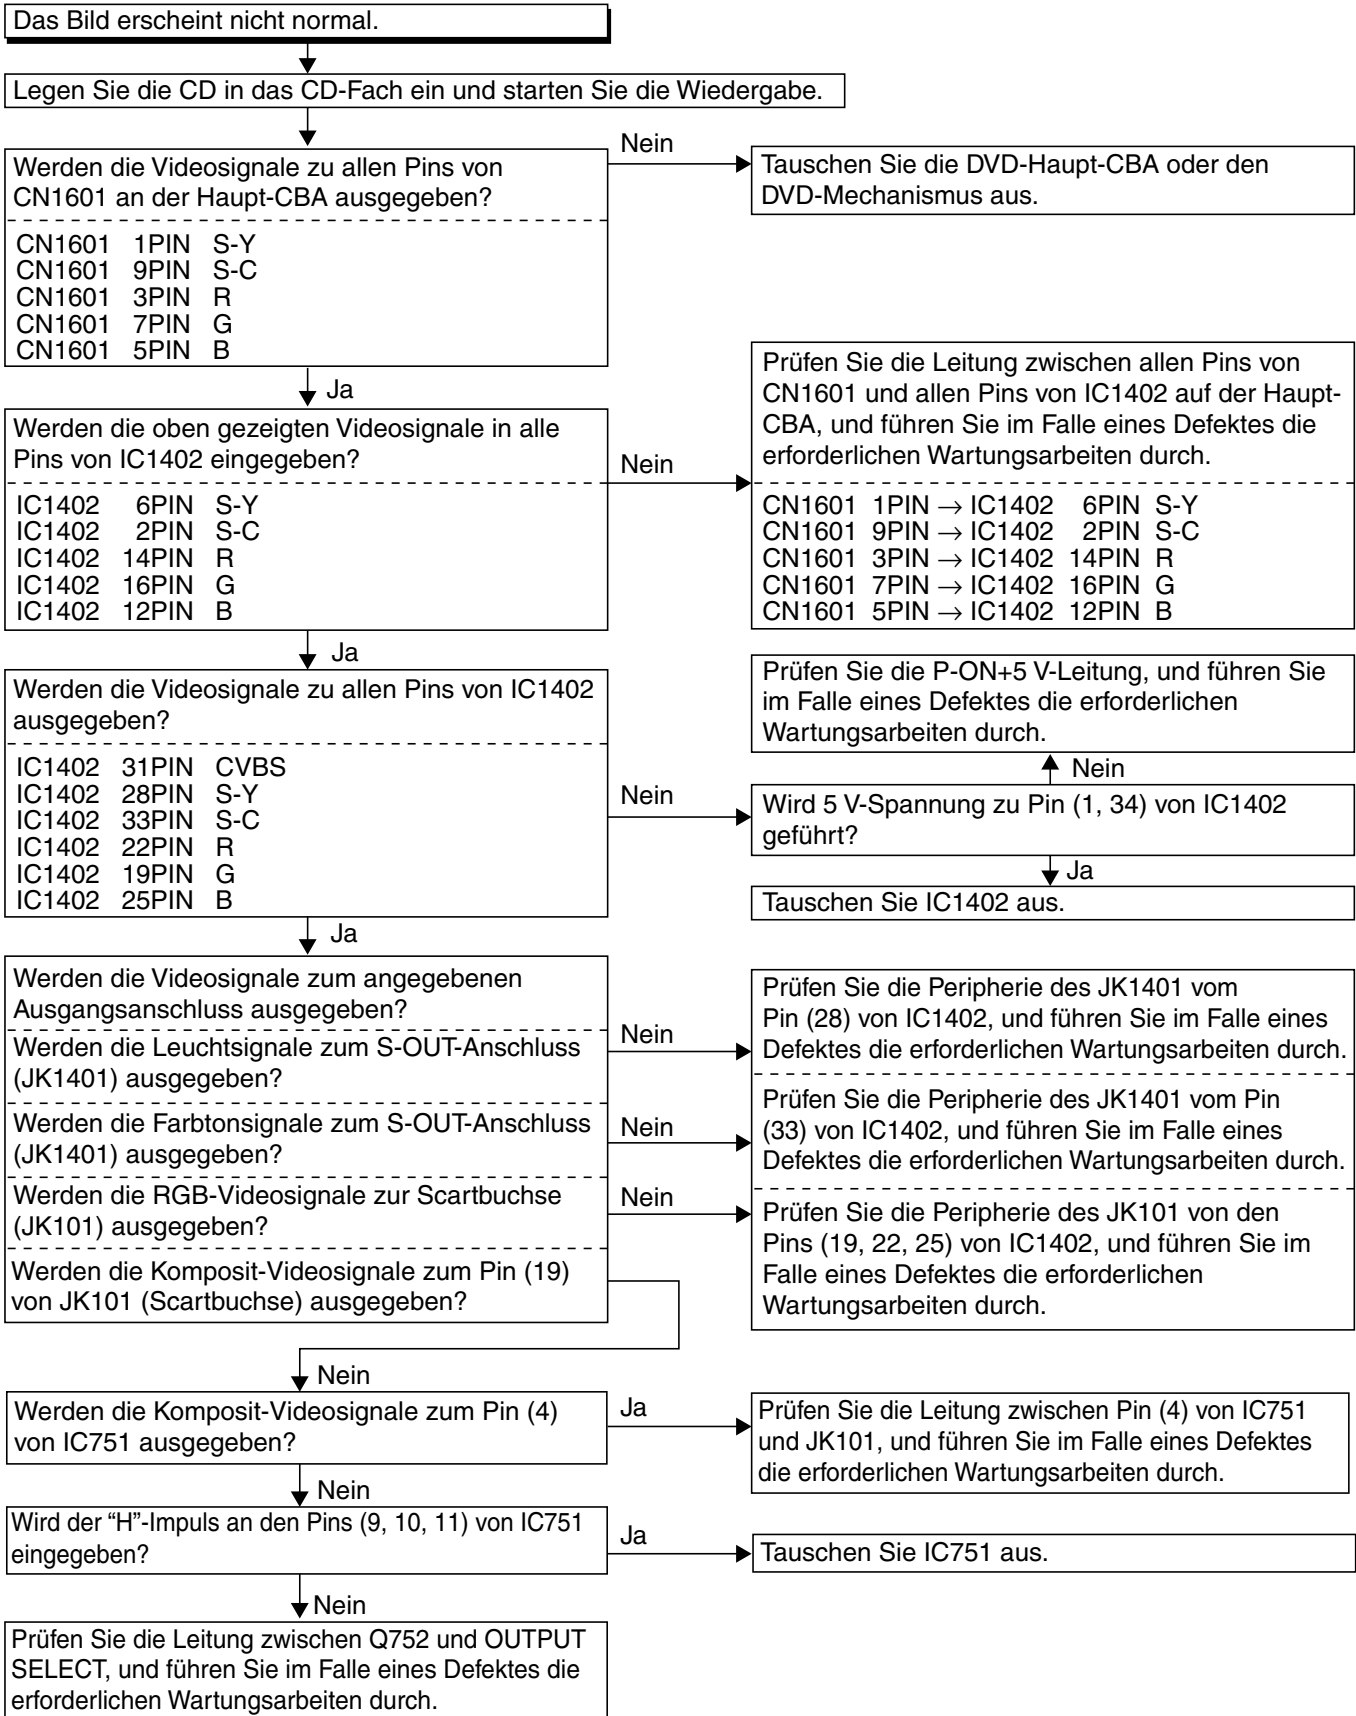 Das Bild erscheint nicht normal.
Legen Sie die CD in das CD-Fach ein und starten Sie die Wiedergabe.
Werden die Videosignale zu allen Pins von
CN1601 an der Haupt-CBA ausgegeben?
CN1601 1PIN S-Y
CN1601 9PIN S-C
CN1601 3PIN R
CN1601 7PIN G
CN1601 5PIN B
Nein
Tauschen Sie die DVD-Haupt-CBA oder den
DVD-Mechanismus aus.
Ja
Werden die oben gezeigten Videosignale in alle
Pins von IC1402 eingegeben?
IC1402 6PIN S-Y
IC1402 2PIN S-C
IC1402 14PIN R
IC1402 16PIN G
IC1402 12PIN B
Nein
Prüfen Sie die Leitung zwischen allen Pins von
CN1601 und allen Pins von IC1402 auf der Haupt-
CBA, und führen Sie im Falle eines Defektes die
erforderlichen Wartungsarbeiten durch.
CN1601 1PIN → IC1402 6PIN S-Y
CN1601 9PIN → IC1402 2PIN S-C
CN1601 3PIN → IC1402 14PIN R
CN1601 7PIN → IC1402 16PIN G
CN1601 5PIN → IC1402 12PIN B
Ja
Werden die Videosignale zu allen Pins von IC1402
ausgegeben?
IC1402 31PIN CVBS
IC1402 28PIN S-Y
IC1402 33PIN S-C
IC1402 22PIN R
IC1402 19PIN G
IC1402 25PIN B
Nein
Prüfen Sie die P-ON+5 V-Leitung, und führen Sie
im Falle eines Defektes die erforderlichen
Wartungsarbeiten durch.
Nein
Wird 5 V-Spannung zu Pin (1, 34) von IC1402
geführt?
Ja
Tauschen Sie IC1402 aus.
Ja
Werden die Videosignale zum angegebenen
Ausgangsanschluss ausgegeben?
Werden die Leuchtsignale zum S-OUT-Anschluss
(JK1401) ausgegeben?
Nein
Prüfen Sie die Peripherie des JK1401 vom
Pin (28) von IC1402, und führen Sie im Falle eines
Defektes die erforderlichen Wartungsarbeiten durch.
Werden die Farbtonsignale zum S-OUT-Anschluss
(JK1401) ausgegeben?
Nein
Prüfen Sie die Peripherie des JK1401 vom Pin
(33) von IC1402, und führen Sie im Falle eines
Defektes die erforderlichen Wartungsarbeiten durch.
Werden die RGB-Videosignale zur Scartbuchse
(JK101) ausgegeben?
Nein
Prüfen Sie die Peripherie des JK101 von den
Pins (19, 22, 25) von IC1402, und führen Sie im
Falle eines Defektes die erforderlichen
Wartungsarbeiten durch.
Werden die Komposit-Videosignale zum Pin (19)
von JK101 (Scartbuchse) ausgegeben?
Nein
Werden die Komposit-Videosignale zum Pin (4)
von IC751 ausgegeben?
Ja
Prüfen Sie die Leitung zwischen Pin (4) von IC751
und JK101, und führen Sie im Falle eines Defektes
die erforderlichen Wartungsarbeiten durch.
Nein
Wird der “H”-Impuls an den Pins (9, 10, 11) von IC751
eingegeben?
Ja
Tauschen Sie IC751 aus.
Nein
Prüfen Sie die Leitung zwischen Q752 und OUTPUT
SELECT, und führen Sie im Falle eines Defektes die
erforderlichen Wartungsarbeiten durch.